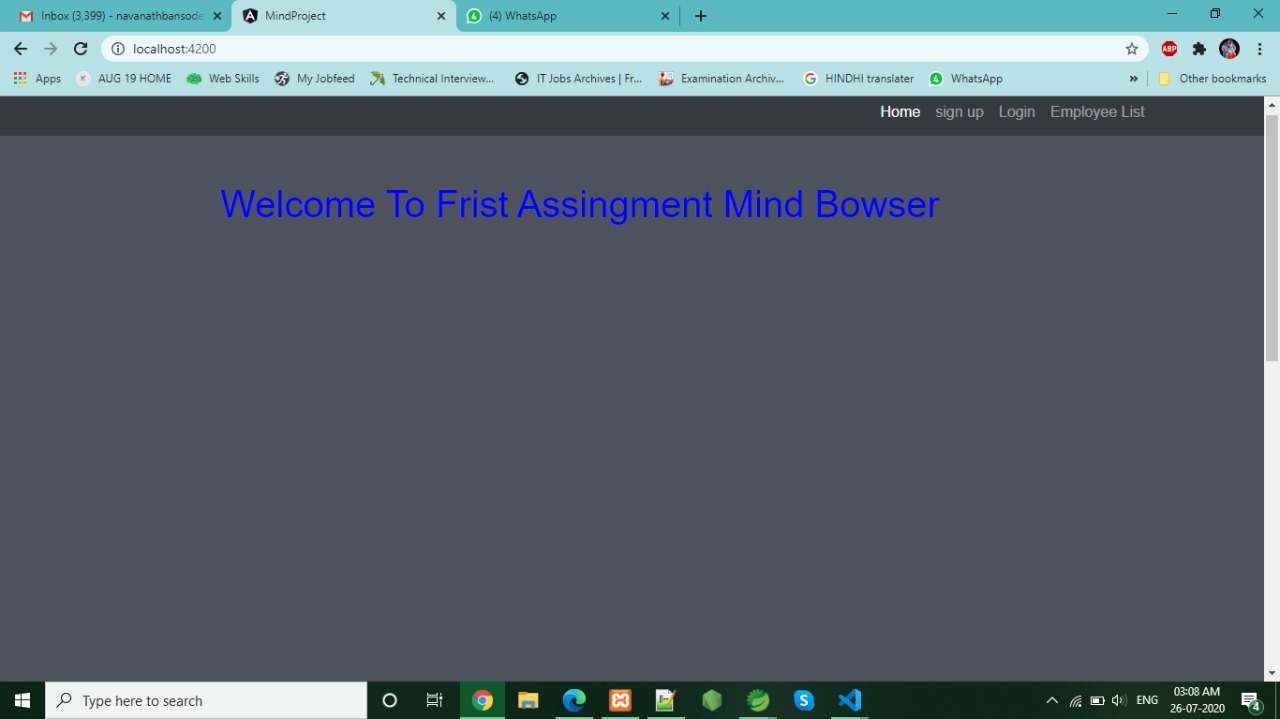 Inbox (3,399) - navanathbansode
MindProject
(4) WhatsApp
localhost:4200
ABP
Apps
AUG 19 HOME
Web Skills
My Jobfeed
Technical Interview...
IT Jobs Archives | Fr...
Examination Archiv...
HINDHI translater
WhatsApp
Other bookmarks
Home sign up Login Employee List
Welcome To Frist Assingment Mind Bowser
Type here to search
ENG
03:08 AM
26-07-2020
4